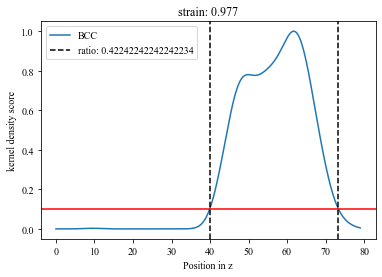 strain: 0.977
BCC
ratio: 0.42242242242242234
kernel density score
1.0
0.8
0.6
0.4
0.2
0.0
0 10 20 30 40 50 60 70 80
Position in z